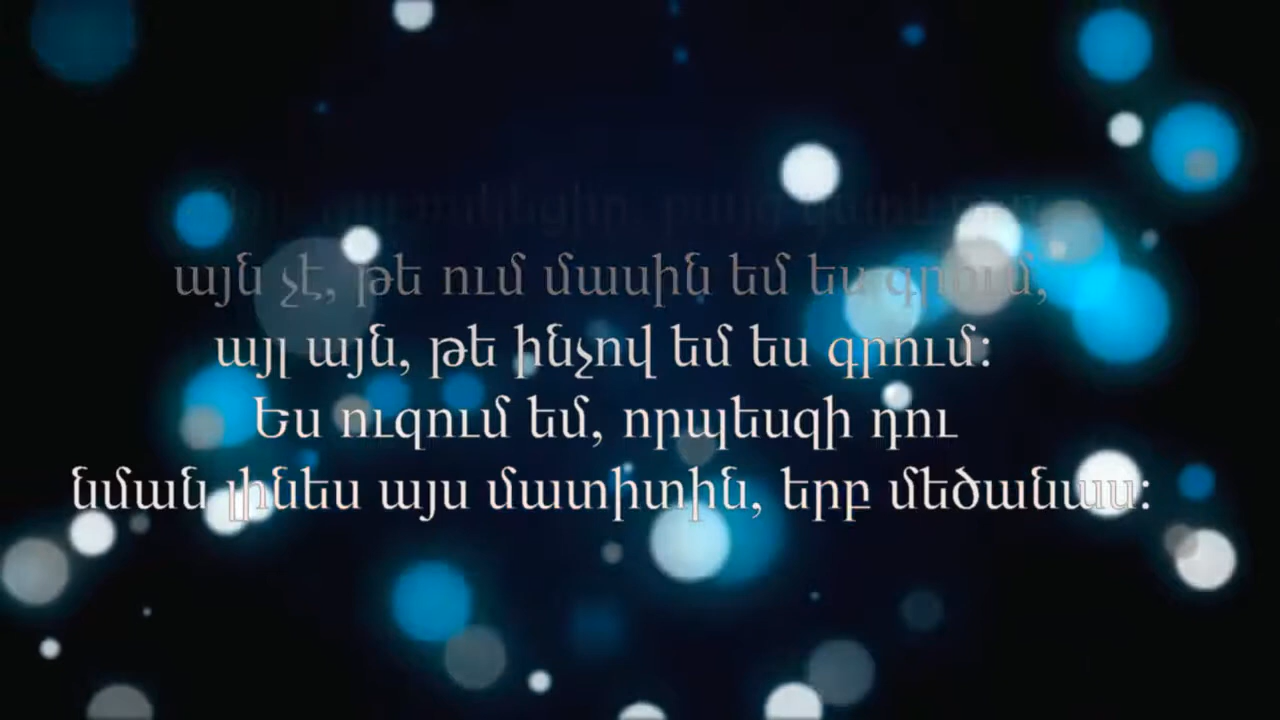 այն չէ, թե ում մասին եմ ես գրում,
այլ այն, թե ինչով եմ ես գրում:
Ես ուզում եմ, որպեսզի դու
նման լինես այս մատիտին, երբ մեծանաս: